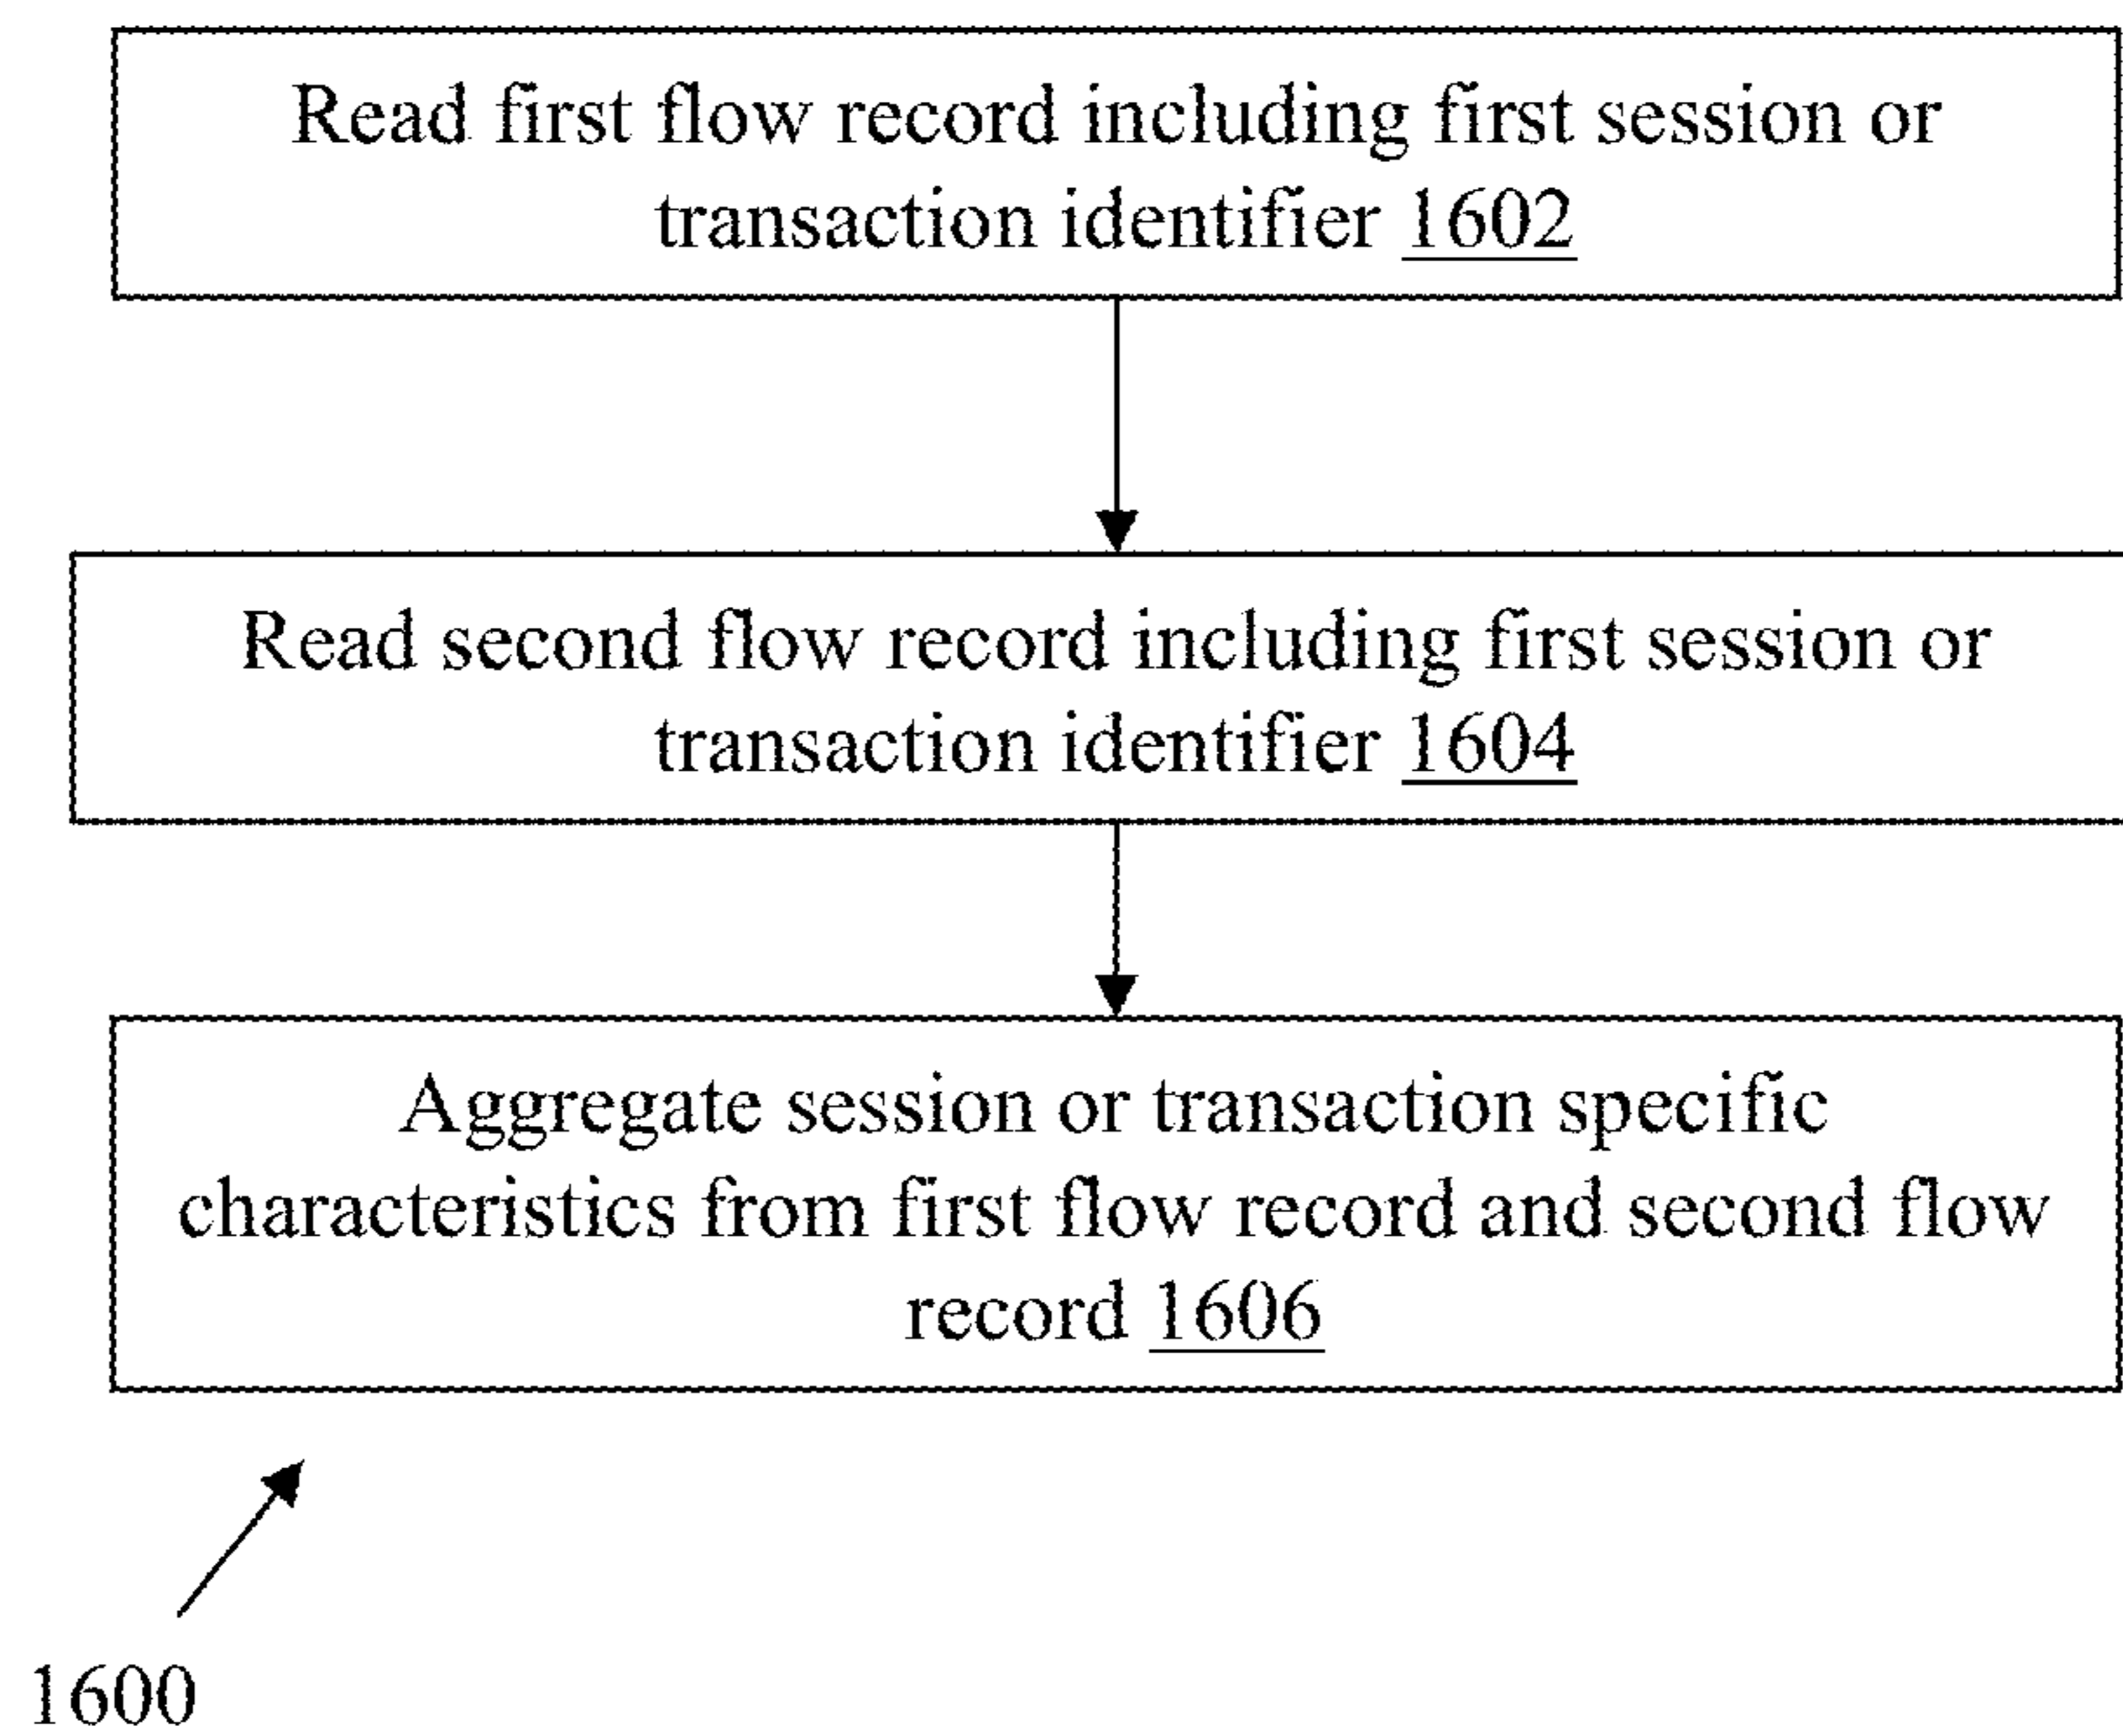 Read first flow record including first session or
transaction identifier 1602
Read second flow record including first session or
transaction identifier 1604
Aggregate session or transaction specific
characteristics from first flow record and second flow
record 1606
1600